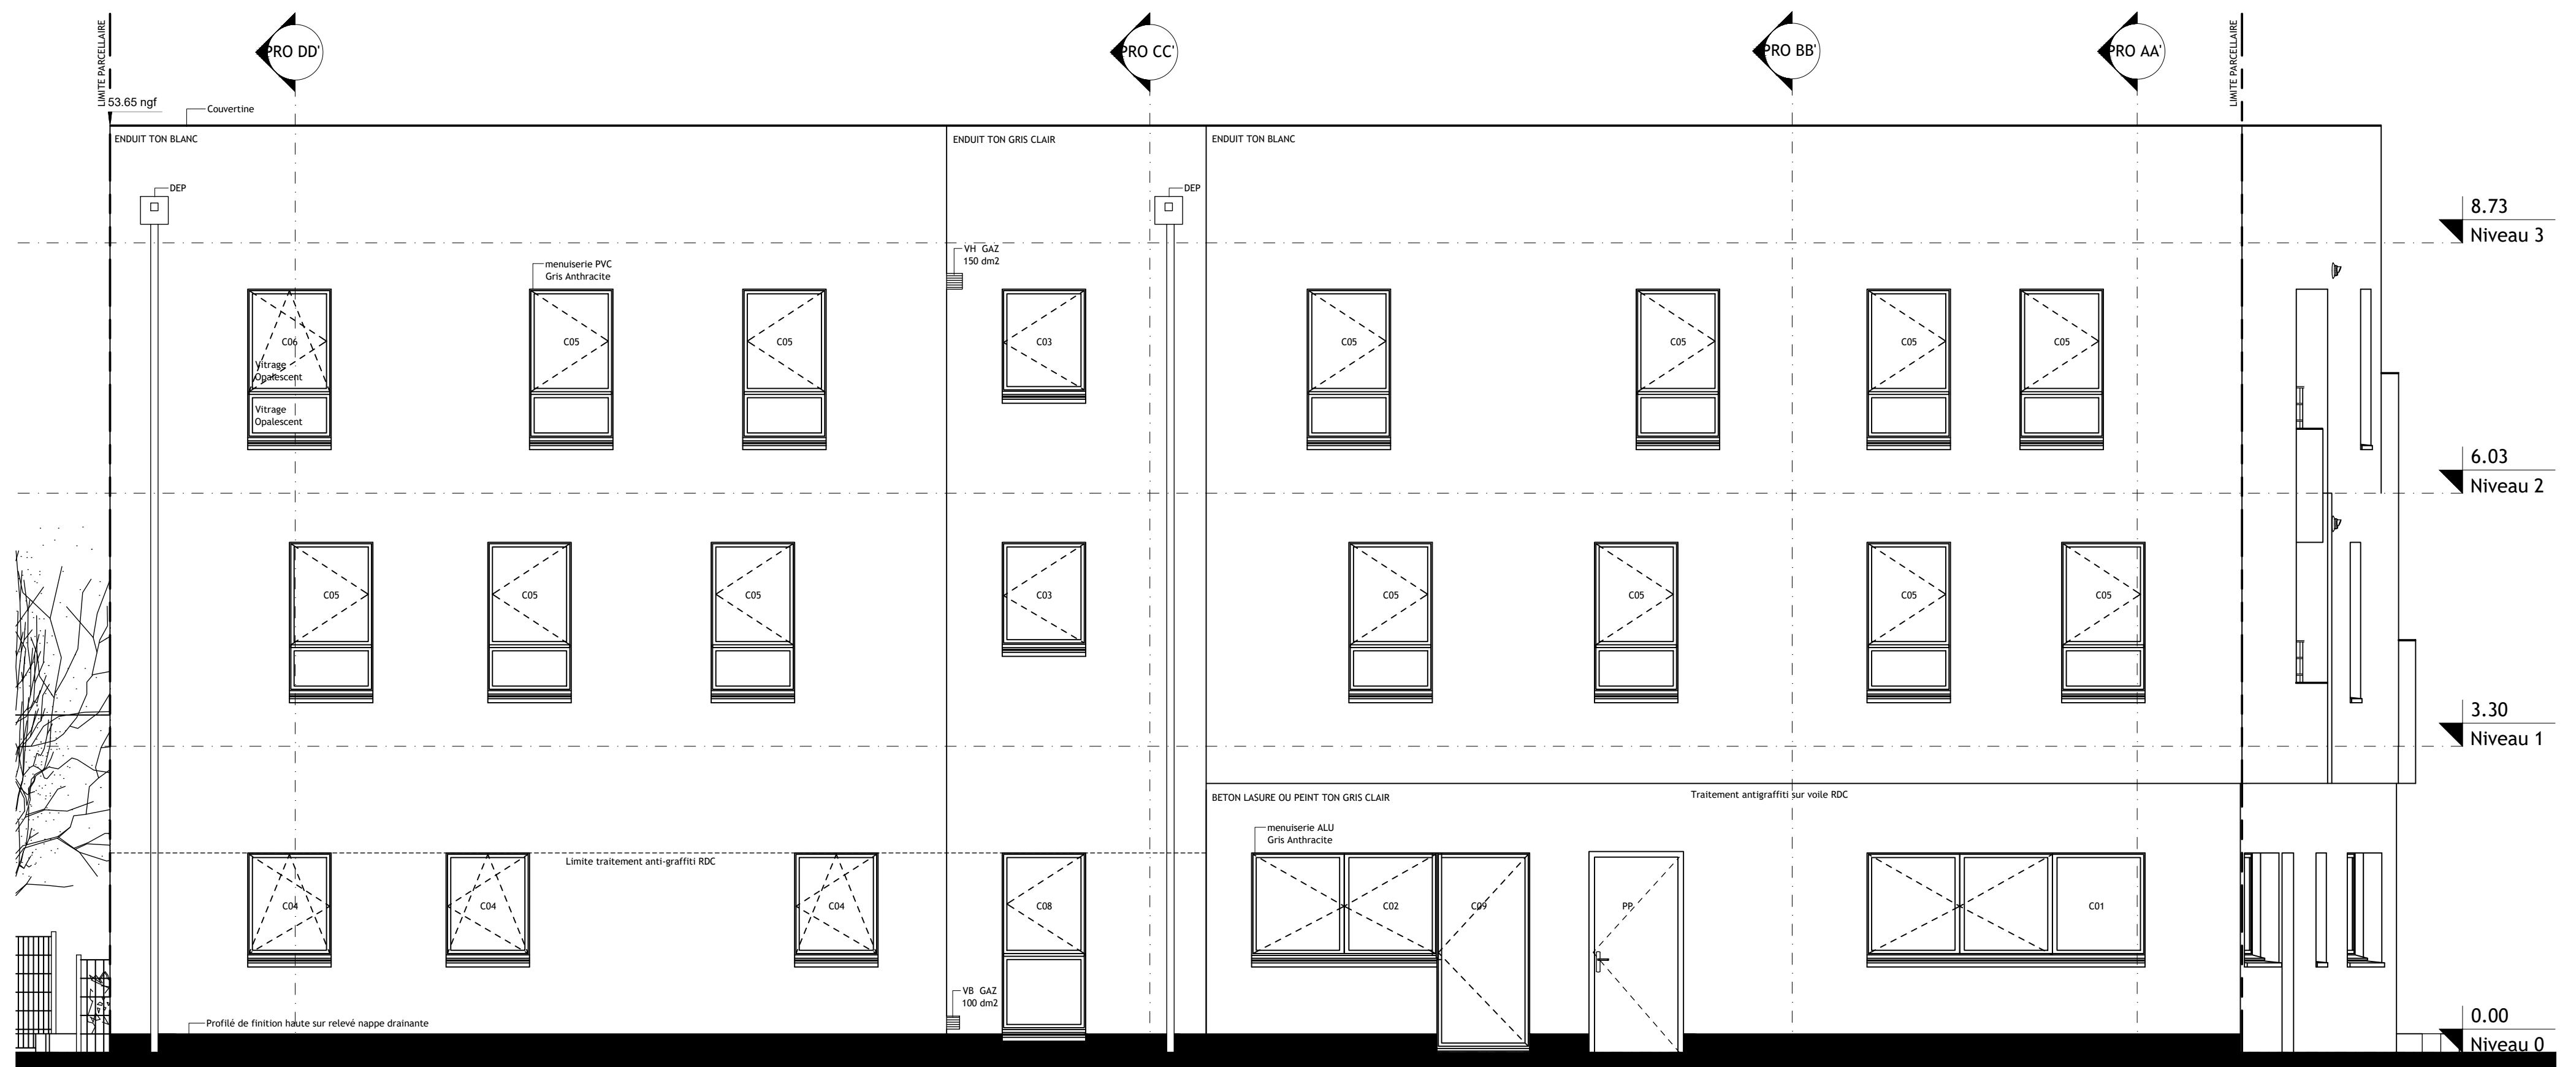 LIMITE PARCELLAIRE
PRO DD'
PRO CC'
PRO BB'
PRO AA'
LIMITE PARCELLAIRE
53.65 ngf
Couvertine
ENDUIT TON BLANC
ENDUIT TON GRIS CLAIR
ENDUIT TON BLANC
DEP
DEP
8.73
Niveau 3
VH GAZ
150 dm2
menuiserie PVC
Gris Anthracite
C06
C05
C05
C03
C05
C05
C05
C05
Vitrage
Opalescent
Vitrage
Opalescent
6.03
Niveau 2
C05
C05
C05
C03
C05
C05
C05
C05
3.30
Niveau 1
BETON LASURE OU PEINT TON GRIS CLAIR
Traitement antigraffiti sur voile RDC
menuiserie ALU
Gris Anthracite
Limite traitement anti-graffiti RDC
C04
C04
C04
C08
C02
C09
PP
C01
VB GAZ
100 dm2
Profilé de finition haute sur relevé nappe drainante
0.00
Niveau 0